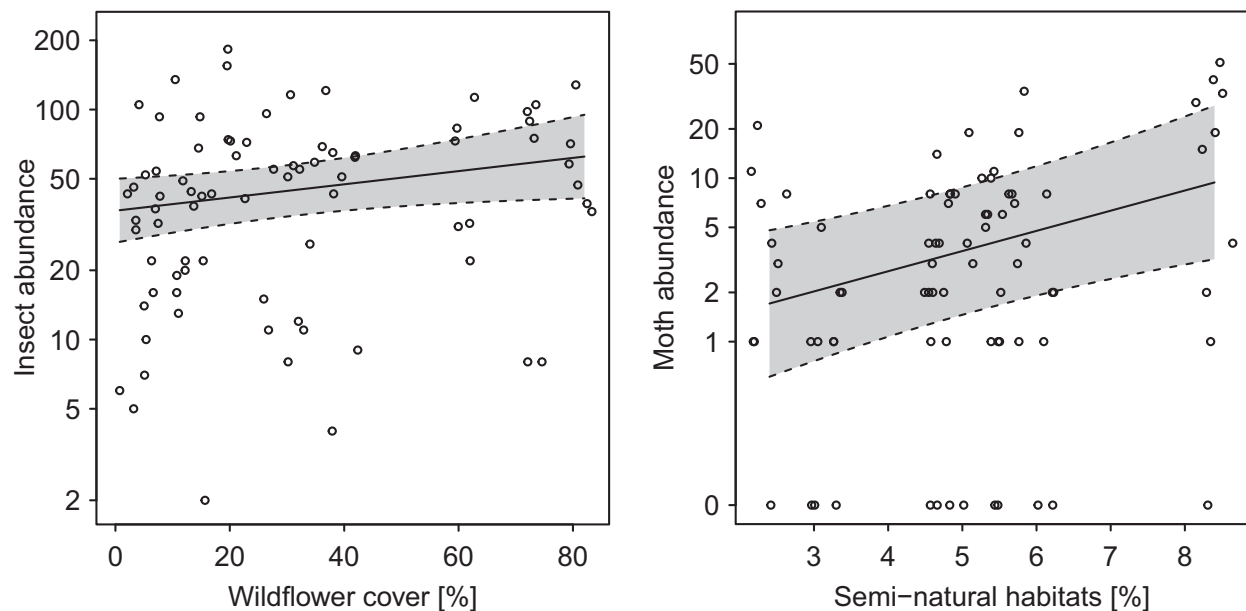 200
100
50
20
10
5
2
Insect abundance
0 20 40 60 80
Wildflower cover [%]
50
20
10
5
2
1
0
Moth abundance
3 4 5 6 7 8
Semi−natural habitats [%]